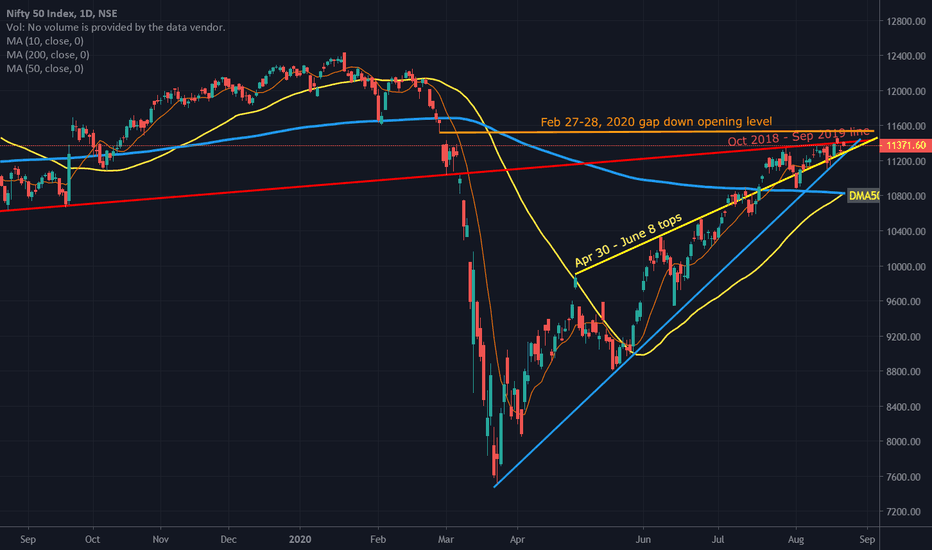 Nifty 50 Index, 1D, NSE
Vol: No volume is provided by the data vendor.
MA (10, close, 0)
MA (200, close, 0)
MA (50, close, 0)
12800.00
12400.00
12000.00
11600.00
Feb 27-28, 2020 gap down opening level
Oct 2018 - Sep 2019 line
11371.60
11200.00
10800.00
DMA50
Apr 30 - June 8 tops
10400.00
10000.00
9600.00
9200.00
8800.00
8400.00
8000.00
7600.00
7200.00
Sep Oct Nov Dec 2020 Feb Mar Apr Jun Jul Aug Sep